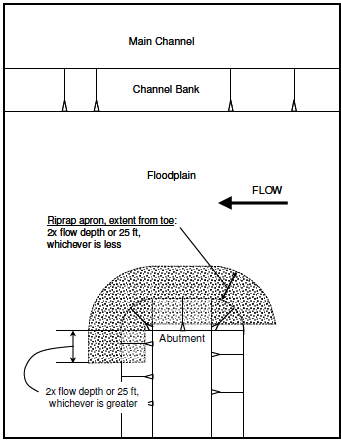 Main Channel
Channel Bank
Floodplain
FLOW
Riprap apron, extent from toe:
2x flow depth or 25 ft,
whichever is less
Abutment
2x flow depth or 25 ft,
whichever is greater